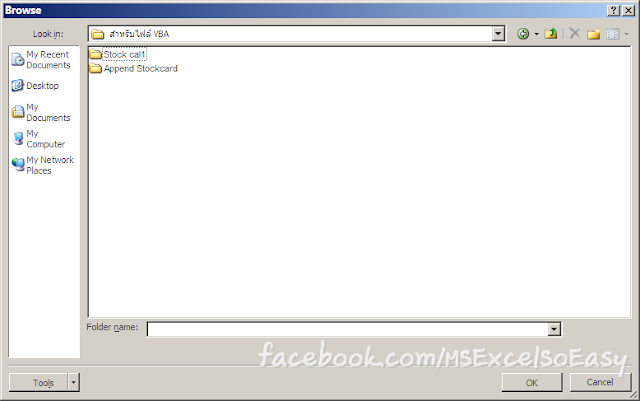 Browse
Look in:
สำหรับไฟล์ VBA
My Recent
Documents
Desktop
My
Documents
My
Computer
My Network
Places
Stock cal1
Append Stockcard
Folder name:
facebook.com/MSExcelSoEasy
Tools
OK
Cancel